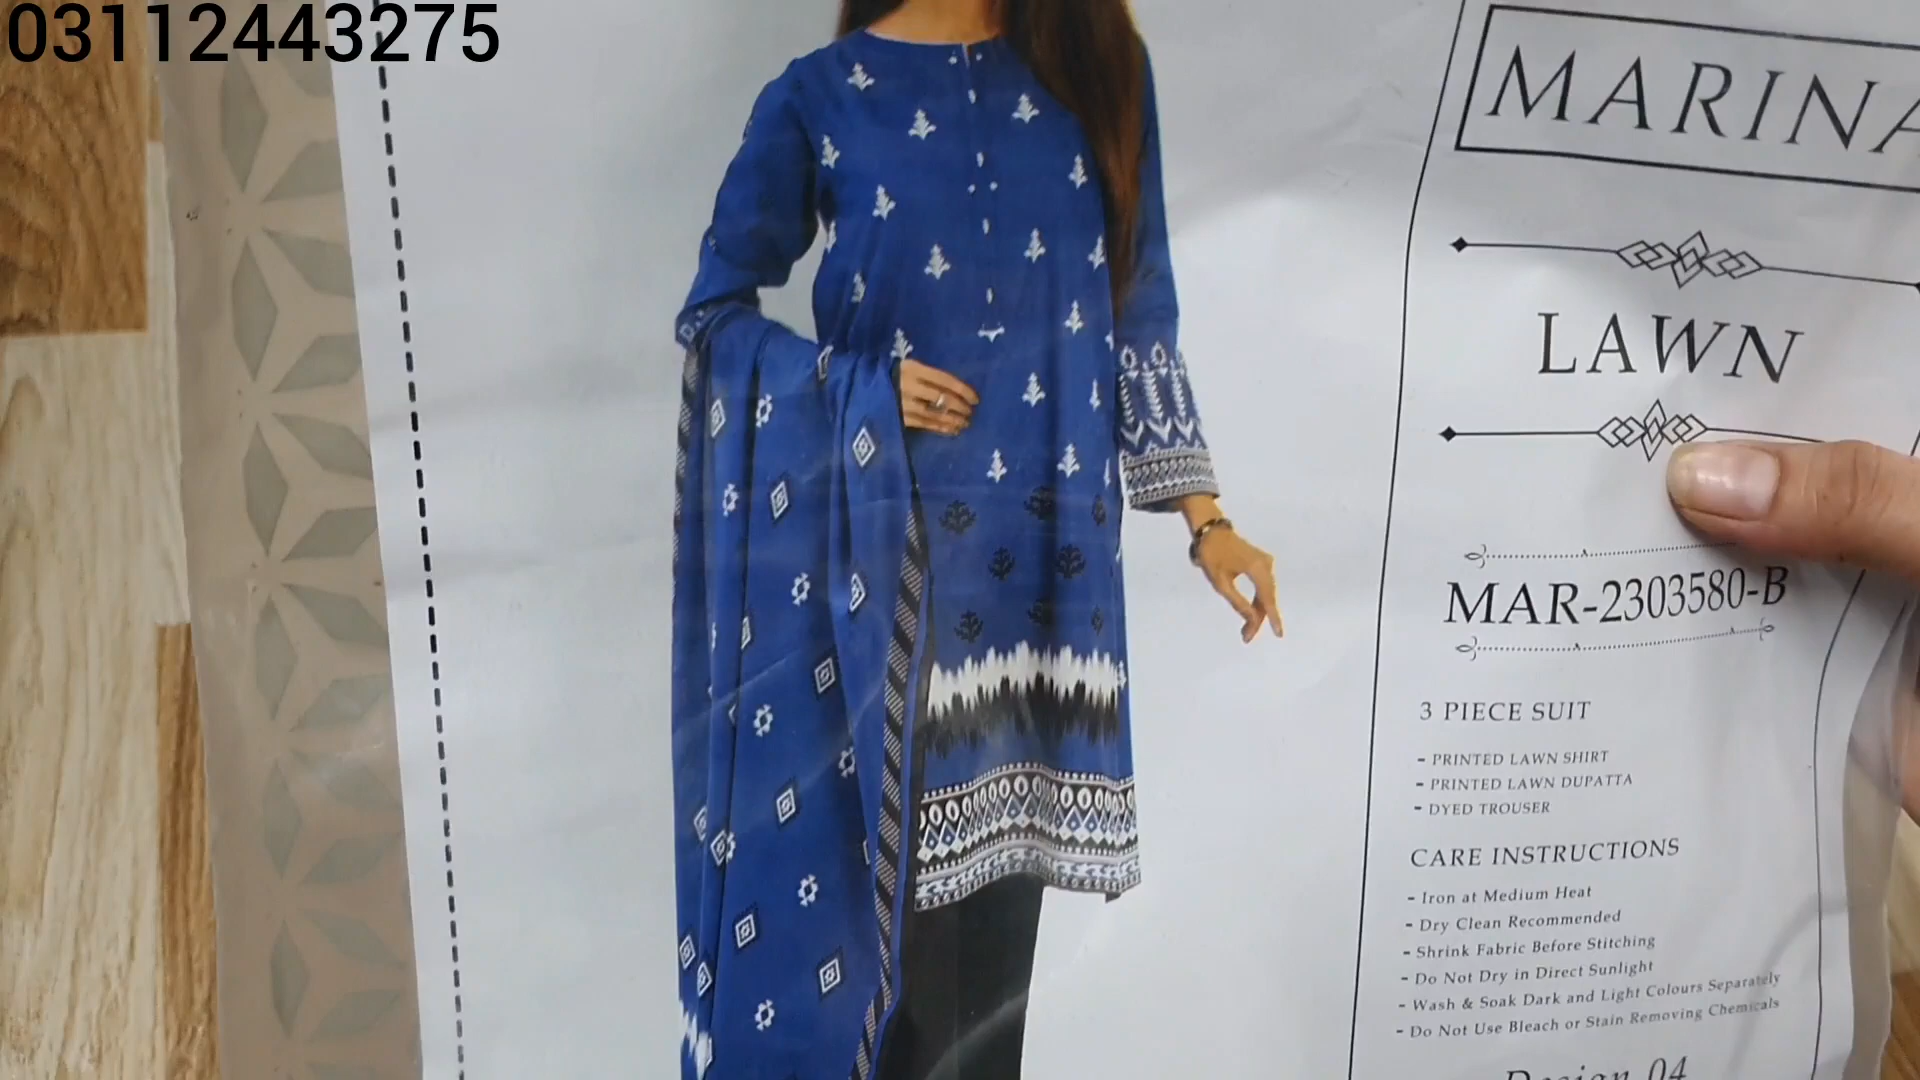 03112443275
MARINA
LAWN
MAR-2303580-B
3 PIECE SUIT
- PRINTED LAWN SHIRT
- PRINTED LAWN DUPATTA
- DYED TROUSER
CARE INSTRUCTIONS
- Iron at Medium Heat
- Dry Clean Recommended
- Shrink Fabric Before Stitching
- Do Not Dry in Direct Sunlight
- Wash & Soak Dark and Light Colours Separately
- Do Not Use Bleach or Stain Removing Chemicals
Design 04